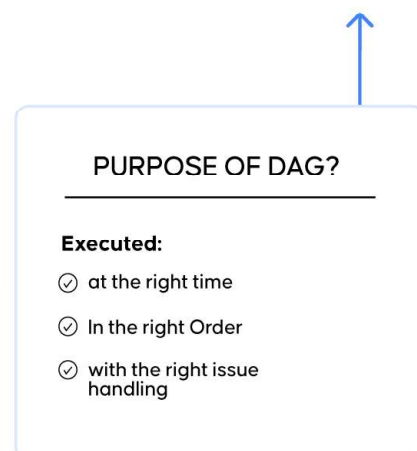 PURPOSE OF DAG?
Executed:
at the right time
In the right Order
with the right issue
handling